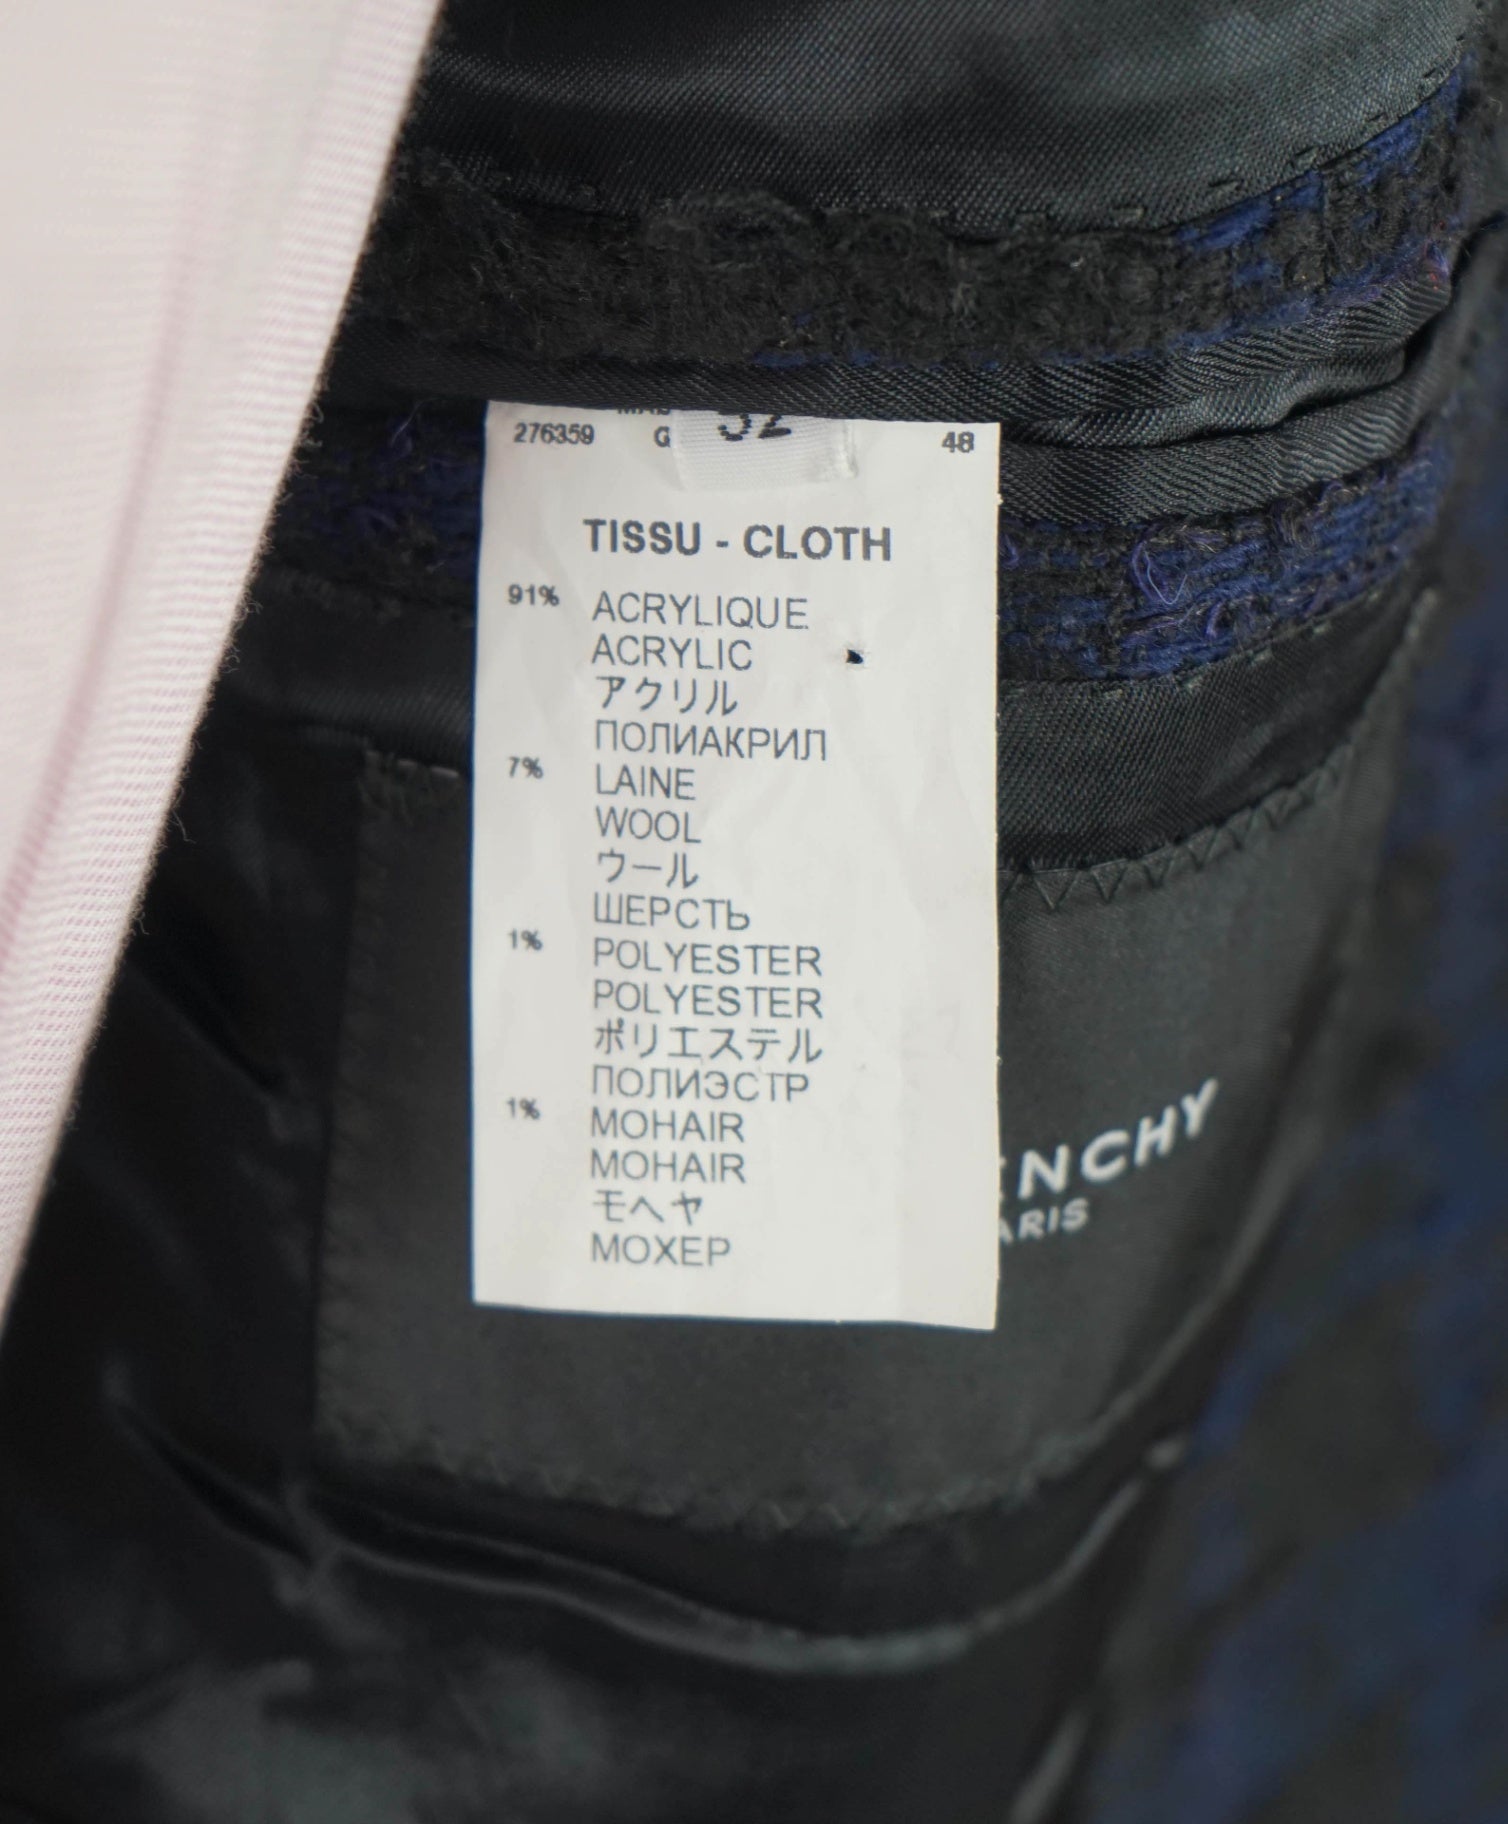 276359 G 52 48
TISSU - CLOTH
91% ACRYLIQUE
ACRYLIC
アクリル
ПОЛИАКРИЛ
7% LAINE
WOOL
ウール
ШЕРСТЬ
1% POLYESTER
POLYESTER
ポリエステル
ПОЛИЭСТР
1% MOHAIR
MOHAIR
モヘヤ
МОХЕР
ENCHY
ARIS